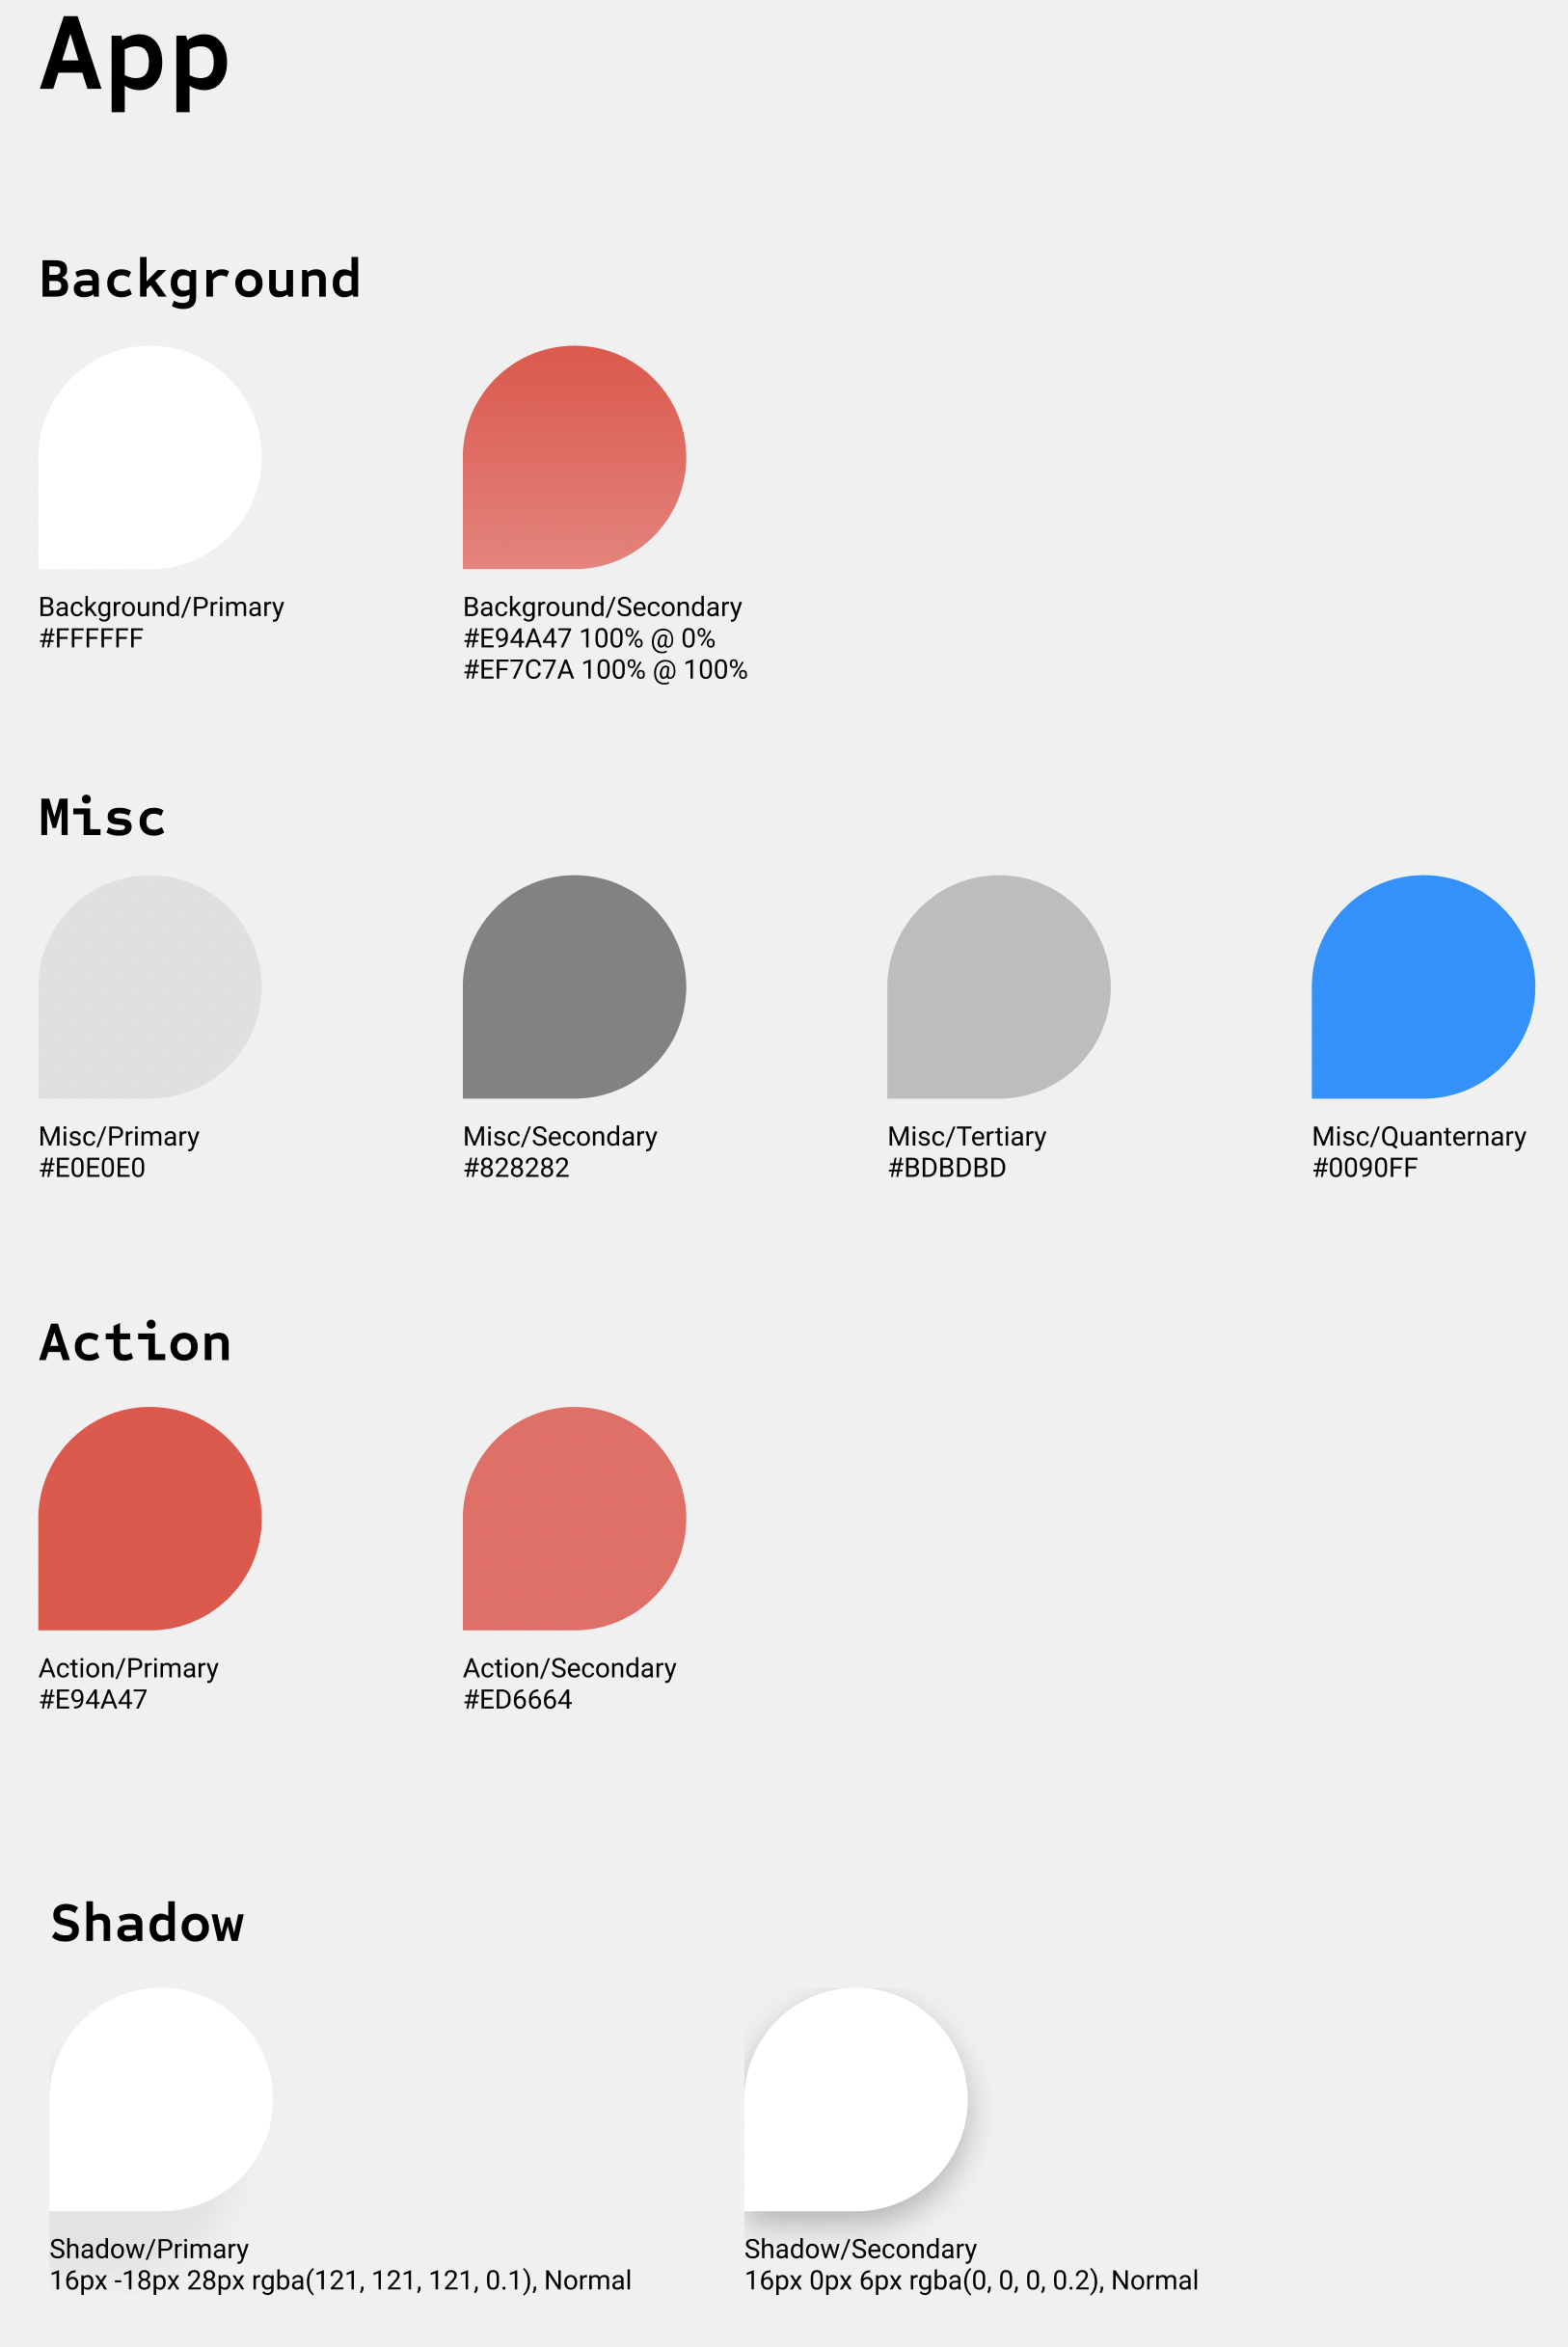 App
Background
Background/Primary
#FFFFFF
Background/Secondary
#E94A47 100% @ 0%
#EF7C7A 100% @ 100%
Misc
Misc/Primary
#E0E0E0
Misc/Secondary
#828282
Misc/Tertiary
#BDBDBD
Misc/Quanternary
#0090FF
Action
Action/Primary
#E94A47
Action/Secondary
#ED6664
Shadow
Shadow/Primary
16px -18px 28px rgba(121, 121, 121, 0.1), Normal
Shadow/Secondary
16px 0px 6px rgba(0, 0, 0, 0.2), Normal